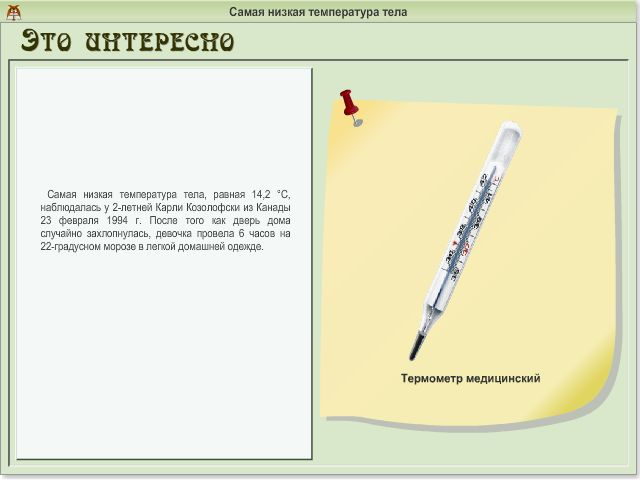 Самая низкая температура тела
Это интересно
Самая низкая температура тела, равная 14,2 °С,
наблюдалась у 2-летней Карли Козолофски из Канады
23 февраля 1994 г. После того как дверь дома
случайно захлопнулась, девочка провела 6 часов на
22-градусном морозе в легкой домашней одежде.
Термометр медицинский